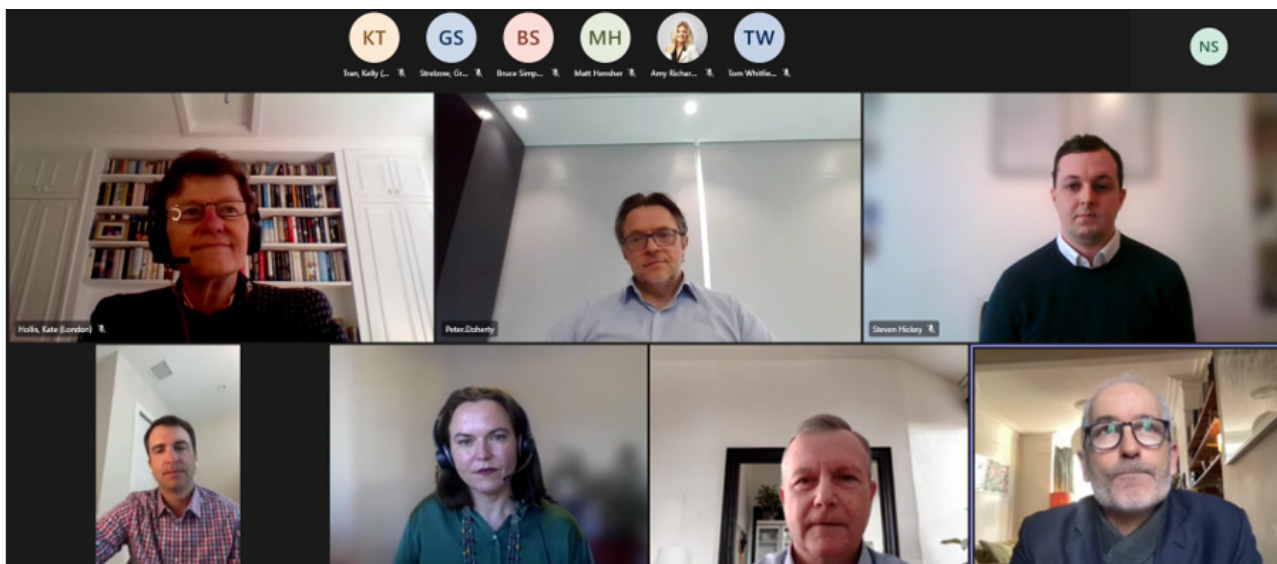 KT GS BS MH TW NS
Tran, Kelly (... Strelzow, Gr... Bruce Simp... Matt Hensher Amy Richar... Tom Whitfie...
Hollis, Kate (London) Peter.Doherty Steven Hickey